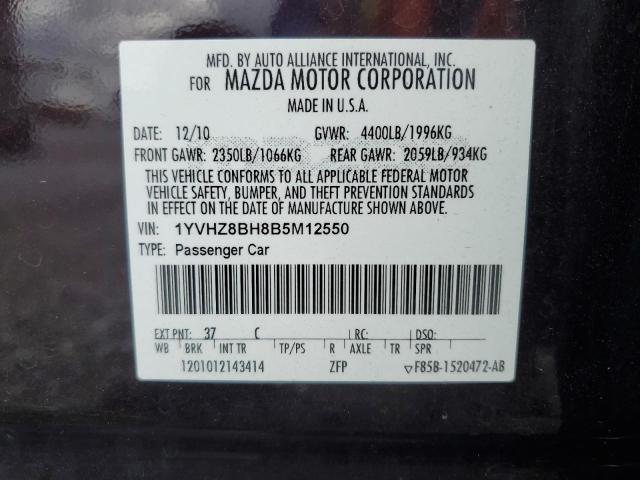 MFD. BY AUTO ALLIANCE INTERNATIONAL, INC.
FOR MAZDA MOTOR CORPORATION
MADE IN U.S.A.
DATE: 12/10 GVWR: 4400LB/1996KG
FRONT GAWR: 2350LB/1066KG REAR GAWR: 2059LB/934KG
THIS VEHICLE CONFORMS TO ALL APPLICABLE FEDERAL MOTOR
VEHICLE SAFETY, BUMPER, AND THEFT PREVENTION STANDARDS
IN EFFECT ON THE DATE OF MANUFACTURE SHOWN ABOVE.
VIN: 1YVHZ8BH8B5M12550
TYPE: Passenger Car
EXT PNT: 37 C RC: DSO:
WB BRK INT TR TP/PS R AXLE TR SPR
1201012143414 ZFP ▽F85B-1520472-AB